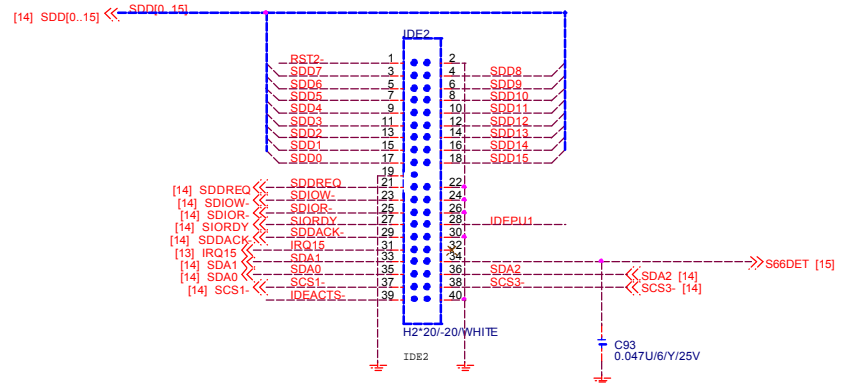 [14] SDD[0..15] SDD[0..15]
IDE2
RST2- 1 2
SDD7 3 4 SDD8
SDD6 5 6 SDD9
SDD5 7 8 SDD10
SDD4 9 10 SDD11
SDD3 11 12 SDD12
SDD2 13 14 SDD13
SDD1 15 16 SDD14
SDD0 17 18 SDD15
19
[14] SDDREQ SDDREQ 21 22
[14] SDIOW- SDIOW- 23 24
[14] SDIOR- SDIOR- 25 26
[14] SIORDY SIORDY 27 28 IDEPU1
[14] SDDACK- SDDACK- 29 30
[13] IRQ15 IRQ15 31 32
[14] SDA1 SDA1 33 34 S66DET [15]
[14] SDA0 SDA0 35 36 SDA2 SDA2 [14]
[14] SCS1- SCS1- 37 38 SCS3- SCS3- [14]
IDEACTS- 39 40
H2*20/-20/WHITE
IDE2
C93
0.047U/6/Y/25V